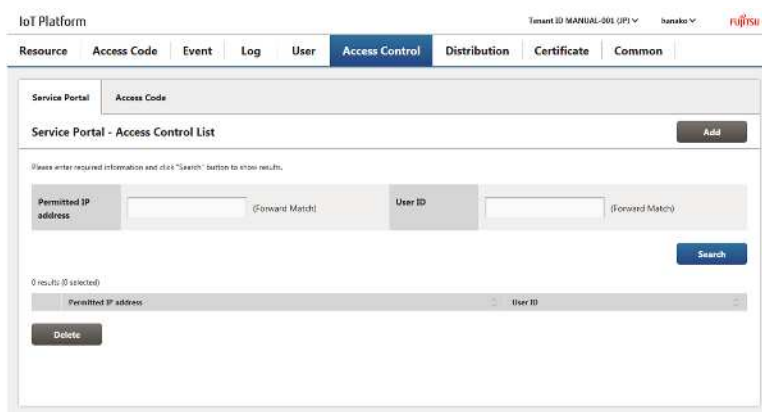 IoT Platform Tenant ID MANUAL-001 (JP) hanako FUJITSU
Resource Access Code Event Log User Access Control Distribution Certificate Common
Service Portal Access Code
Service Portal - Access Control List Add
Please enter required information and click "Search" button to show results.
Permitted IP address (Forward Match) User ID (Forward Match)
Search
0 results (0 selected)
Permitted IP address User ID
Delete